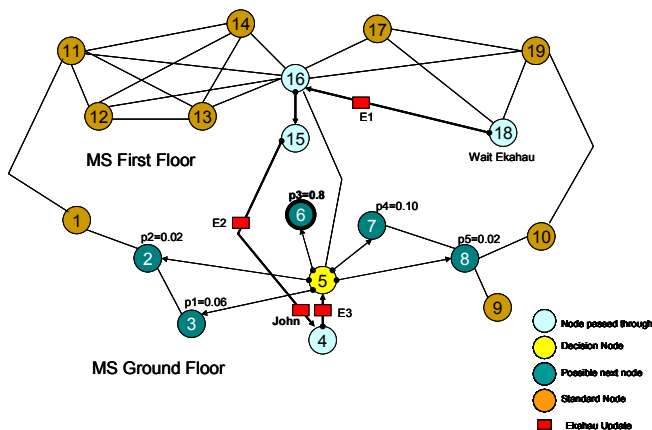 14
17
11
19
16
E1
12
13
18
15
Wait Ekahau
MS First Floor
p3=0.8
p4=0.10
1
E2
6
7
p2=0.02
p5=0.02
10
2
8
5
p1=0.06
9
3
John
E3
4
MS Ground Floor
Node passed through
Decision Node
Possible next node
Standard Node
Ekahau Update